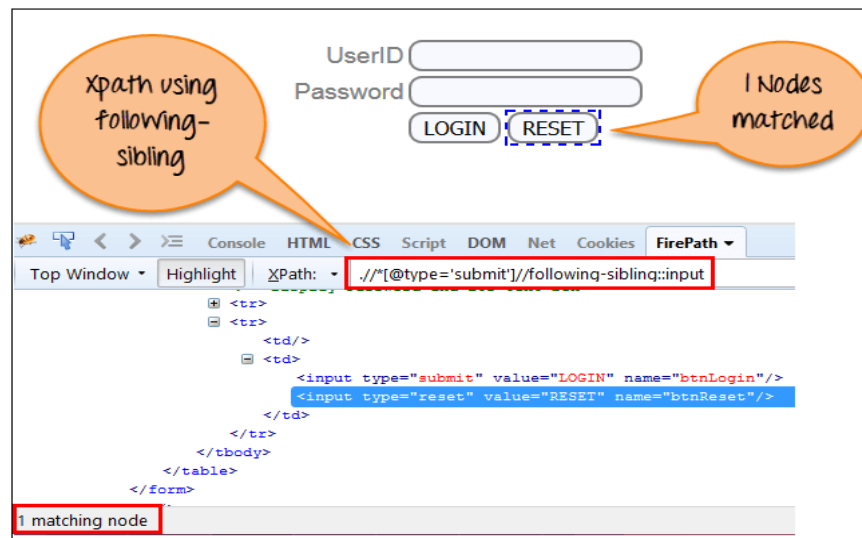 UserID
Password
LOGIN RESET
Xpath using
following-
sibling
1 Nodes
matched
Console HTML CSS Script DOM Net Cookies FirePath
Top Window Highlight XPath: .//*[@type='submit']//following-sibling::input
<tr>
<tr>
<td/>
<td>
<input type="submit" value="LOGIN" name="btnLogin"/>
<input type="reset" value="RESET" name="btnReset"/>
</td>
</tr>
</tbody>
</table>
</form>
1 matching node